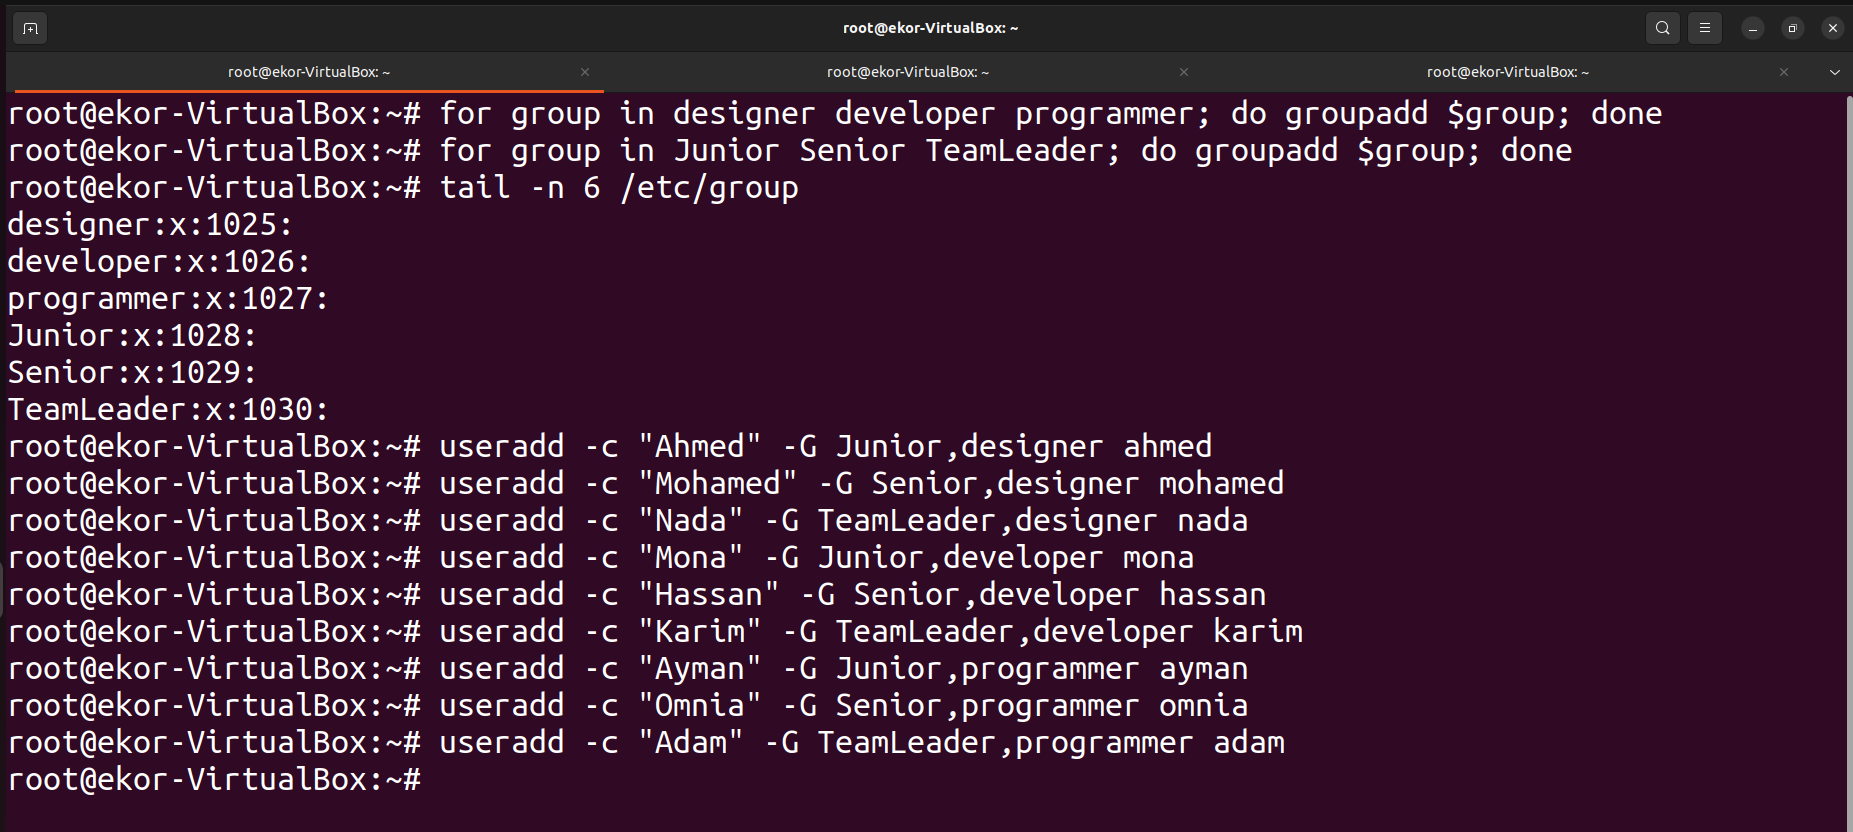 root@ekor-VirtualBox: ~
root@ekor-VirtualBox: ~ root@ekor-VirtualBox: ~ root@ekor-VirtualBox: ~
root@ekor-VirtualBox:~# for group in designer developer programmer; do groupadd $group; done
root@ekor-VirtualBox:~# for group in Junior Senior TeamLeader; do groupadd $group; done
root@ekor-VirtualBox:~# tail -n 6 /etc/group
designer:x:1025:
developer:x:1026:
programmer:x:1027:
Junior:x:1028:
Senior:x:1029:
TeamLeader:x:1030:
root@ekor-VirtualBox:~# useradd -c "Ahmed" -G Junior,designer ahmed
root@ekor-VirtualBox:~# useradd -c "Mohamed" -G Senior,designer mohamed
root@ekor-VirtualBox:~# useradd -c "Nada" -G TeamLeader,designer nada
root@ekor-VirtualBox:~# useradd -c "Mona" -G Junior,developer mona
root@ekor-VirtualBox:~# useradd -c "Hassan" -G Senior,developer hassan
root@ekor-VirtualBox:~# useradd -c "Karim" -G TeamLeader,developer karim
root@ekor-VirtualBox:~# useradd -c "Ayman" -G Junior,programmer ayman
root@ekor-VirtualBox:~# useradd -c "Omnia" -G Senior,programmer omnia
root@ekor-VirtualBox:~# useradd -c "Adam" -G TeamLeader,programmer adam
root@ekor-VirtualBox:~#